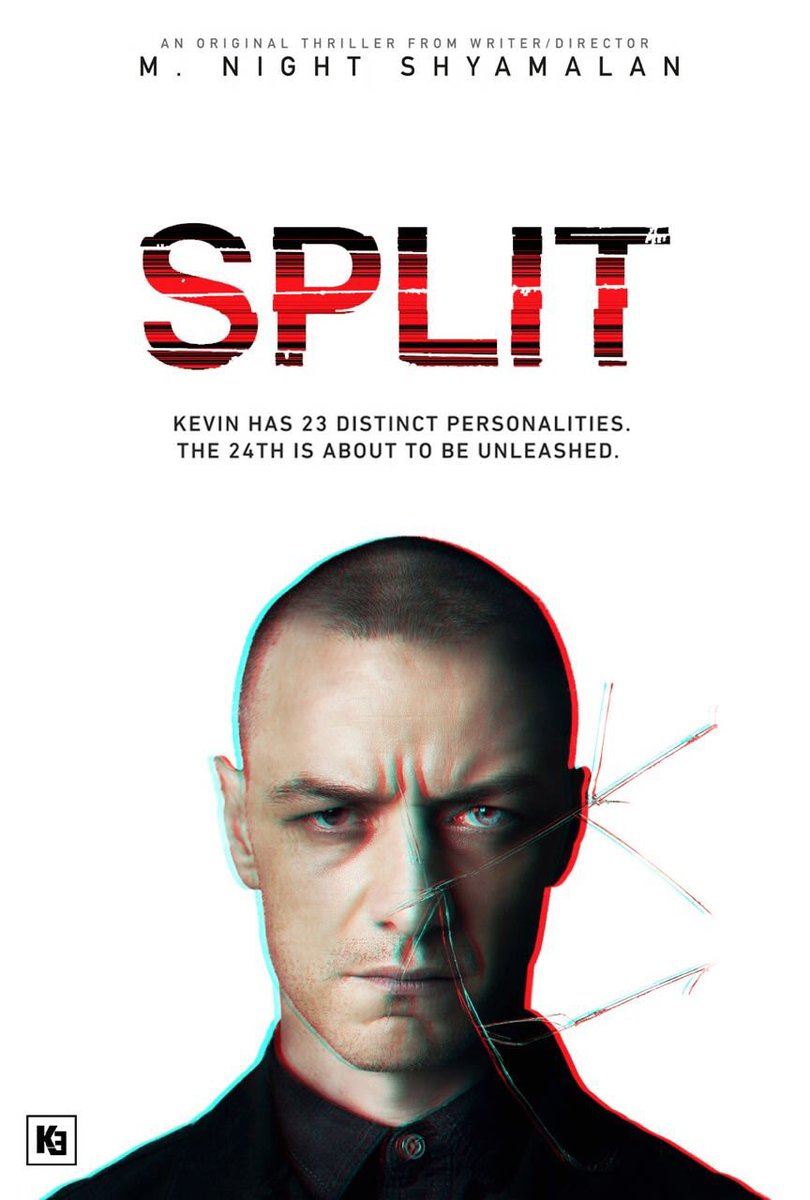 AN ORIGINAL THRILLER FROM WRITER/DIRECTOR
M. NIGHT SHYAMALAN
SPLIT
KEVIN HAS 23 DISTINCT PERSONALITIES.
THE 24TH IS ABOUT TO BE UNLEASHED.